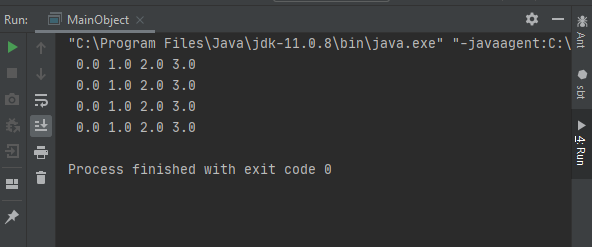 Run: MainObject
"C:\Program Files\Java\jdk-11.0.8\bin\java.exe" "-javaagent:C:\
0.0 1.0 2.0 3.0
0.0 1.0 2.0 3.0
0.0 1.0 2.0 3.0
0.0 1.0 2.0 3.0
Process finished with exit code 0
Ant
sbt
4: Run